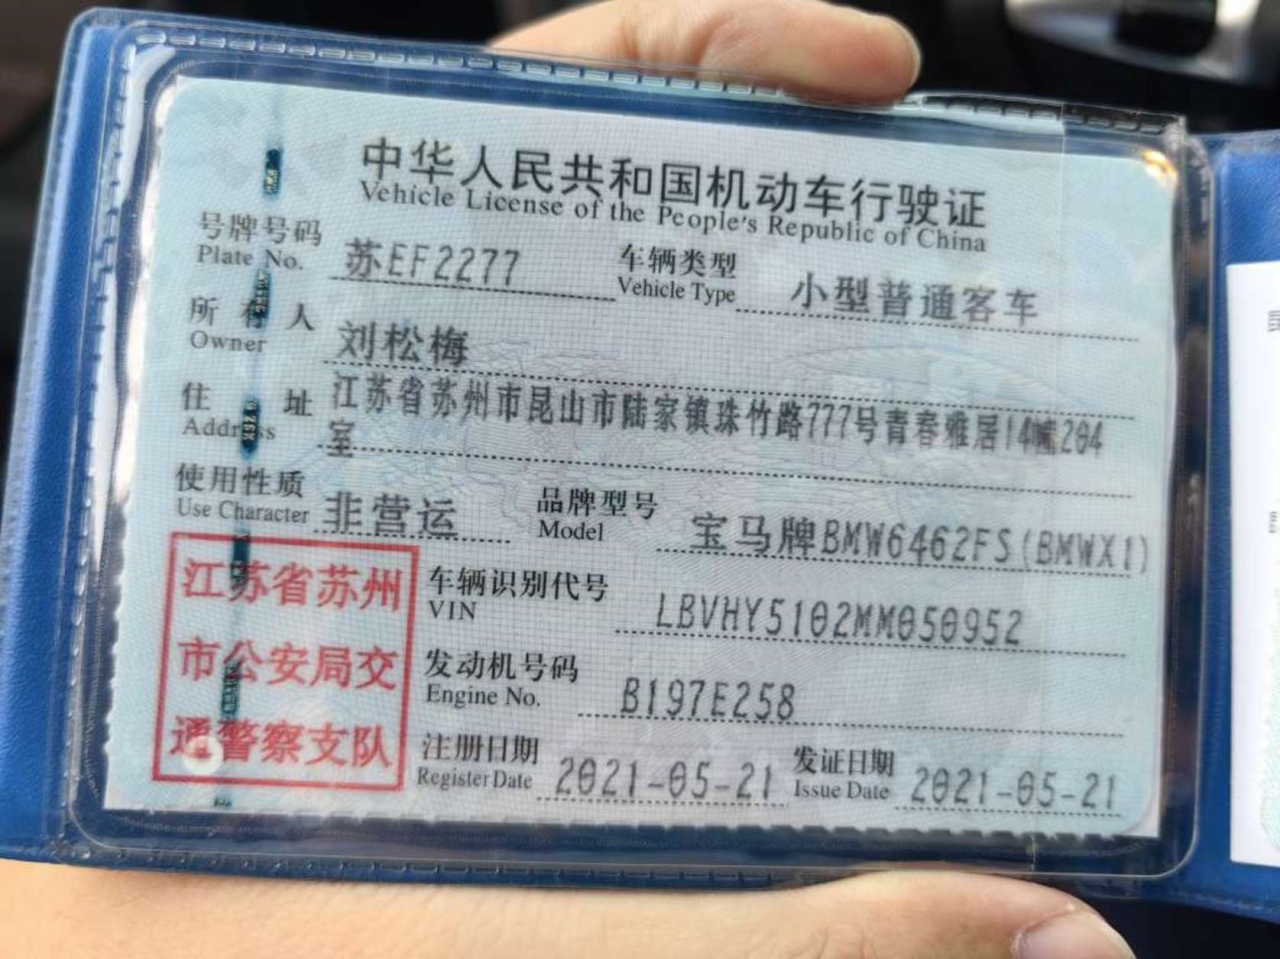 中华人民共和国机动车行驶证
Vehicle License of the People's Republic of China
号牌号码 苏EF2277 车辆类型 小型普通客车
Plate No. Vehicle Type
所有人 刘松梅
Owner
住址 江苏省苏州市昆山市陆家镇珠竹路777号青春雅居14幢204
Address 室
使用性质 非营运 品牌型号 宝马牌BMW6462FS(BMWX1)
Use Character Model
江苏省苏州
市公安局交
通警察支队
车辆识别代号 LBVHY5102MM050952
VIN
发动机号码 B197E258
Engine No.
注册日期 2021-05-21 发证日期 2021-05-21
Register Date Issue Date